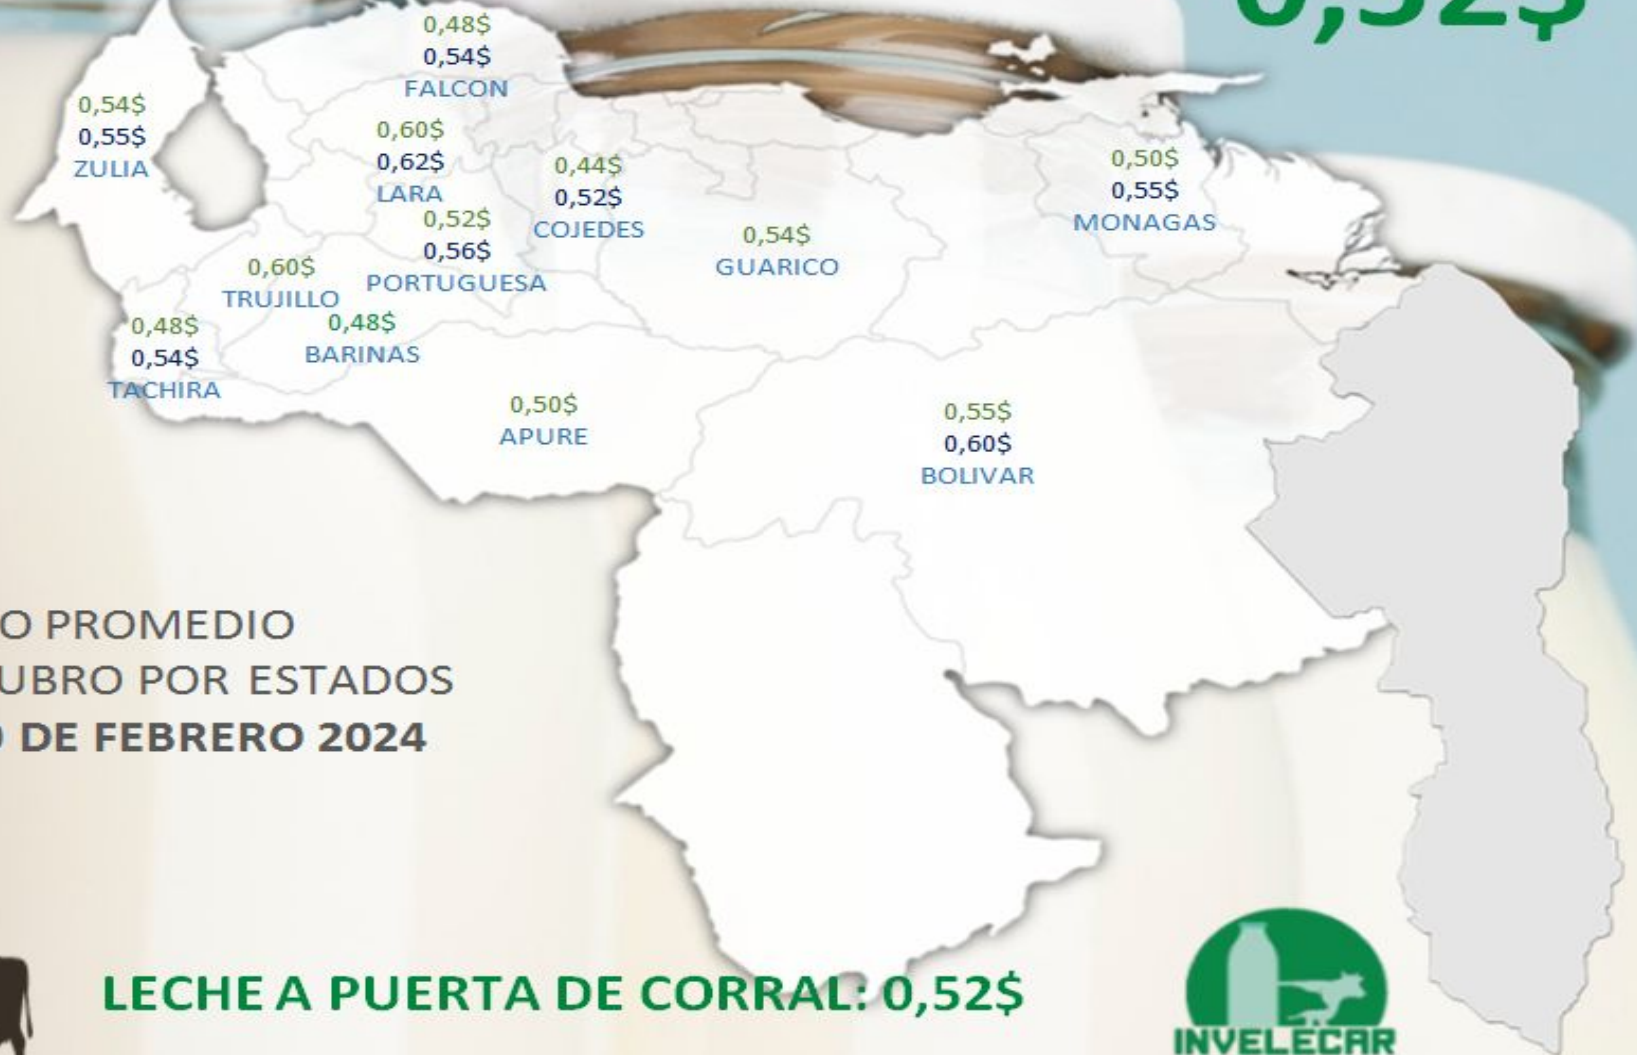 0,52$
0,48$
0,54$
FALCON
0,54$
0,55$
ZULIA
0,60$
0,62$
LARA
0,44$
0,52$
COJEDES
0,50$
0,55$
MONAGAS
0,52$
0,56$
PORTUGUESA
0,54$
GUARICO
0,60$
TRUJILLO
0,48$
BARINAS
0,48$
0,54$
TACHIRA
0,50$
APURE
0,55$
0,60$
BOLIVAR
O PROMEDIO
UBRO POR ESTADOS
DE FEBRERO 2024
LECHE A PUERTA DE CORRAL: 0,52$
INVELECAR